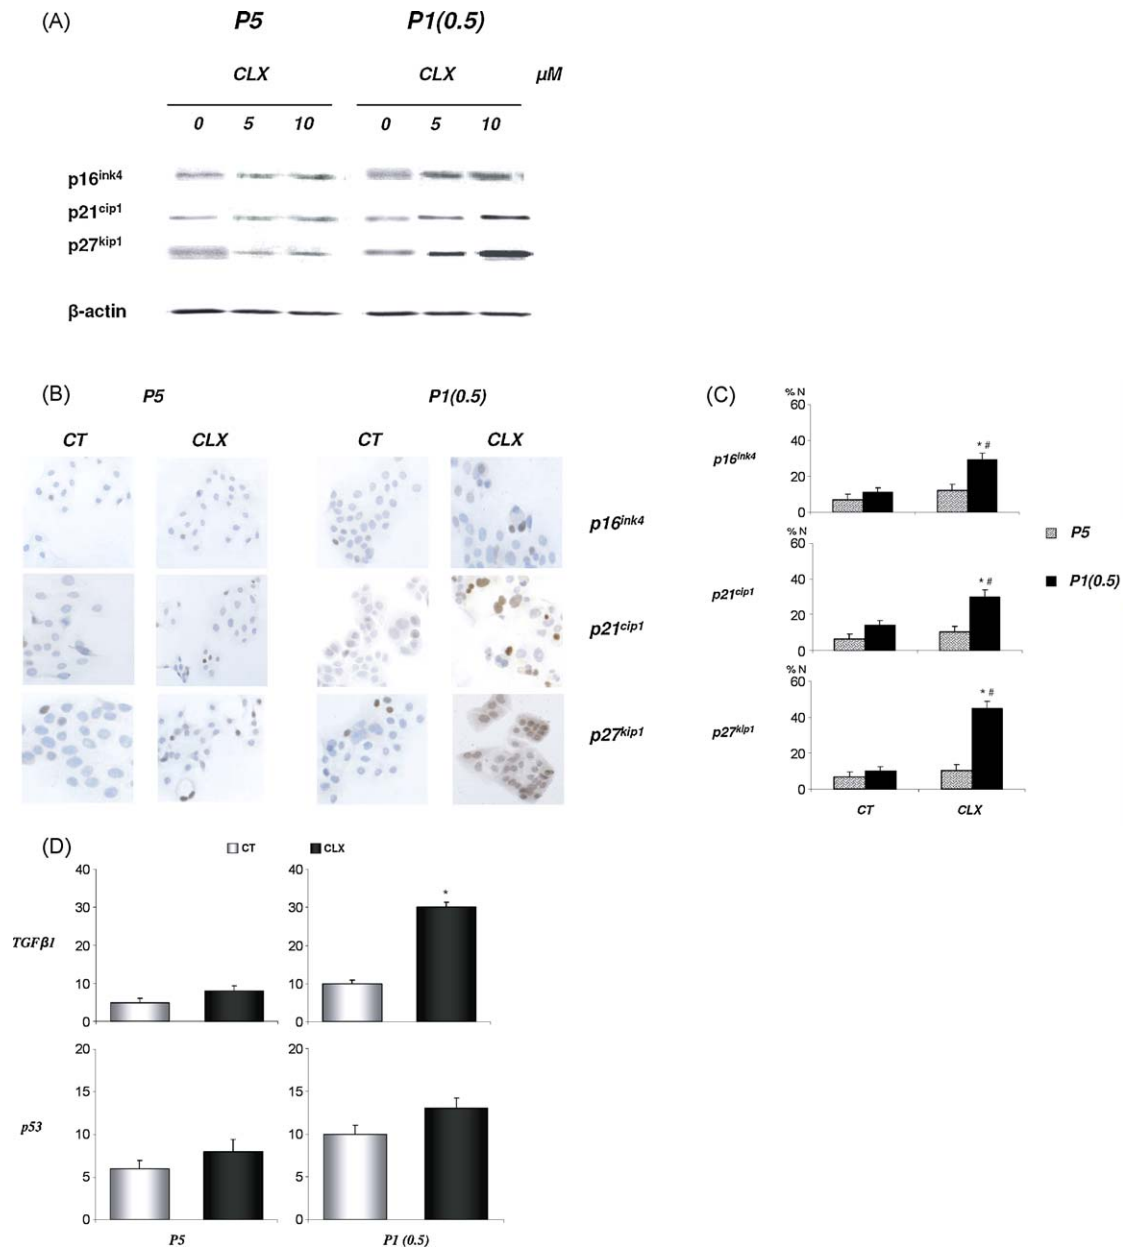 (A)
P5 P1(0.5)
CLX CLX µM
0 5 10 0 5 10
p16ink4
p21cip1
p27kip1
β-actin
(B)
P5 P1(0.5)
CT CLX CT CLX
p16ink4
p21cip1
p27kip1
(C)
% N
60
40
20
0
p16ink4
* #
% N
60
40
20
0
p21cip1
* #
% N
60
40
20
0
p27kip1
* #
CT CLX
P5
P1(0.5)
(D)
CT CLX
TGFβ1
40
30
20
10
0
40
30
20
10
0
*
p53
20
15
10
5
0
20
15
10
5
0
P5 P1 (0.5)